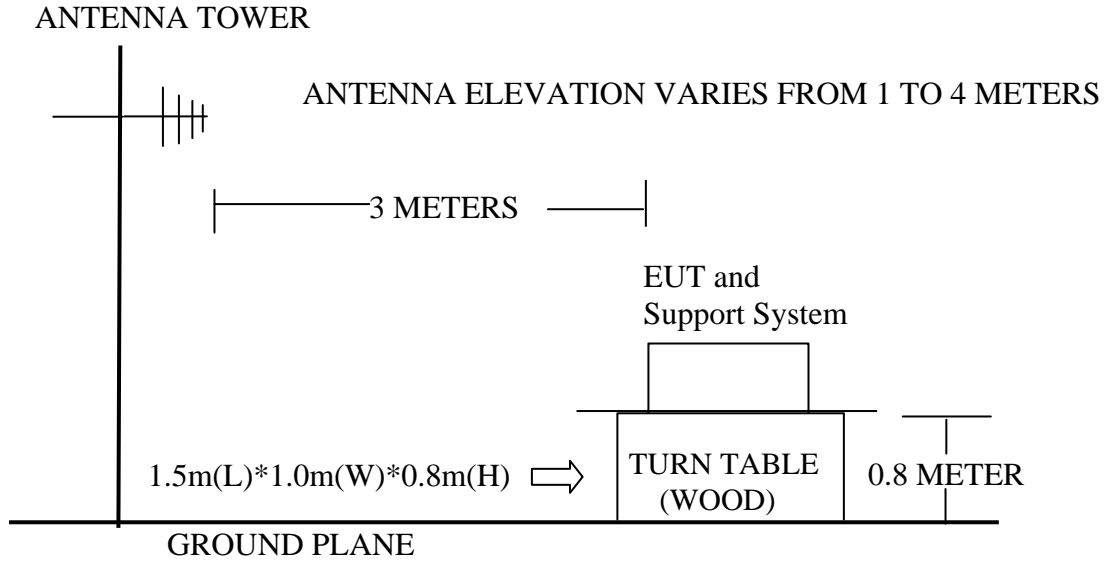 ANTENNA TOWER
ANTENNA ELEVATION VARIES FROM 1 TO 4 METERS
3 METERS
EUT and
Support System
1.5m(L)*1.0m(W)*0.8m(H)
TURN TABLE
(WOOD)
0.8 METER
GROUND PLANE